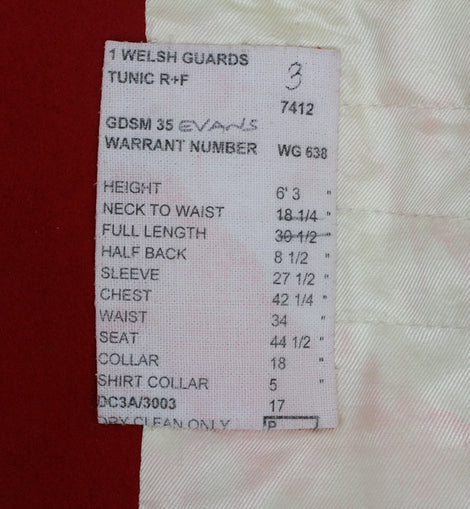 1 WELSH GUARDS
TUNIC R+F 3
7412
GDSM 35 EVANS
WARRANT NUMBER WG 638
HEIGHT 6' 3 "
NECK TO WAIST 18 1/4 "
FULL LENGTH 30 1/2 "
HALF BACK 8 1/2 "
SLEEVE 27 1/2 "
CHEST 42 1/4 "
WAIST 34 "
SEAT 44 1/2 "
COLLAR 18 "
SHIRT COLLAR 5 "
DC3A/3003 17
DRY CLEAN ONLY P